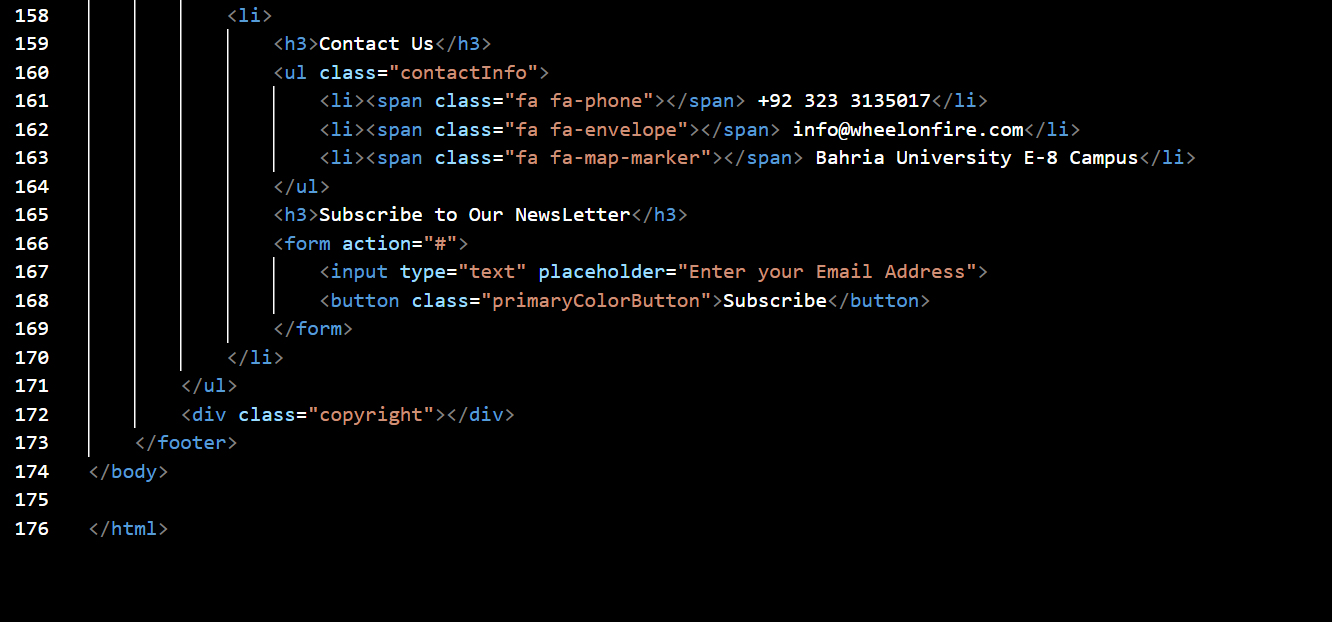 158 <li>
159 <h3>Contact Us</h3>
160 <ul class="contactInfo">
161 <li><span class="fa fa-phone"></span> +92 323 3135017</li>
162 <li><span class="fa fa-envelope"></span> info@wheelonfire.com</li>
163 <li><span class="fa fa-map-marker"></span> Bahria University E-8 Campus</li>
164 </ul>
165 <h3>Subscribe to Our NewsLetter</h3>
166 <form action="#">
167 <input type="text" placeholder="Enter your Email Address">
168 <button class="primaryColorButton">Subscribe</button>
169 </form>
170 </li>
171 </ul>
172 <div class="copyright"></div>
173 </footer>
174 </body>
175
176 </html>